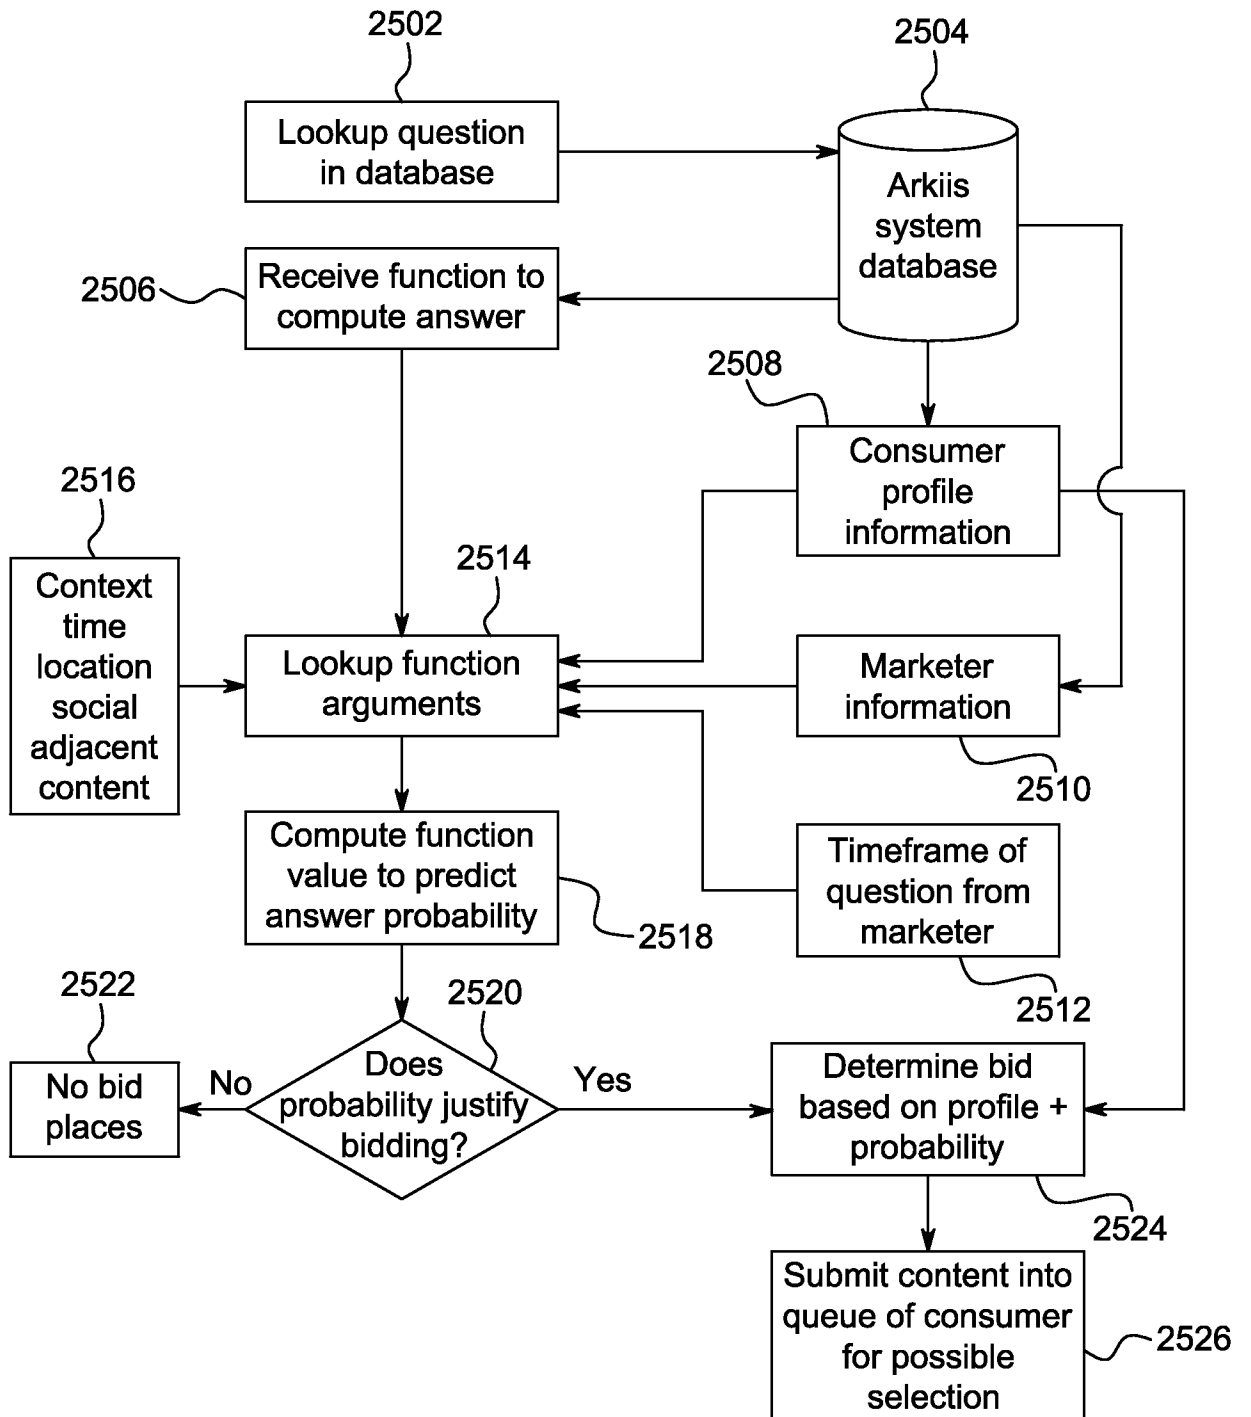 2502
2504
Lookup question
in database
Arkiis
system
database
2506
Receive function to
compute answer
2508
Consumer
profile
information
2516
Context
time
location
social
adjacent
content
2514
Lookup function
arguments
Marketer
information
2510
Compute function
value to predict
answer probability
2518
Timeframe of
question from
marketer
2512
2522
No bid
places
No
2520
Does
probability justify
bidding?
Yes
Determine bid
based on profile +
probability
2524
Submit content into
queue of consumer
for possible
selection
2526